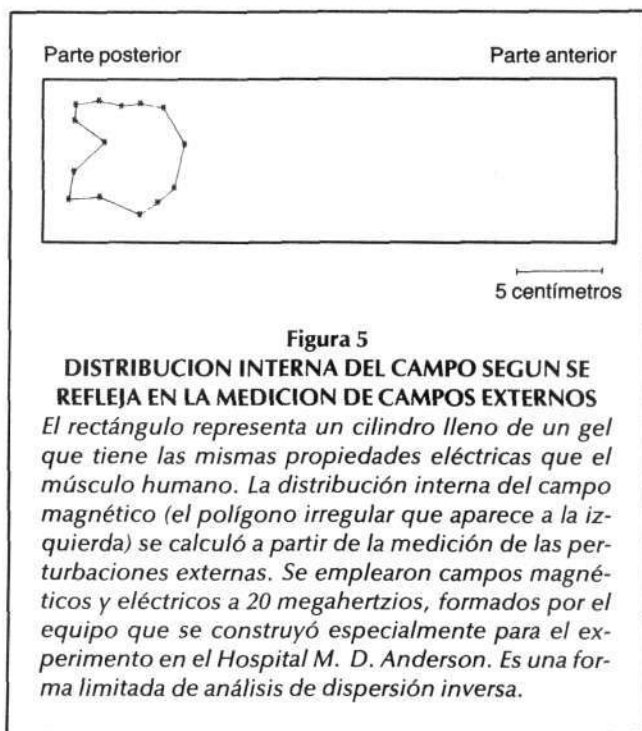 Parte posterior Parte anterior
5 centímetros
Figura 5
DISTRIBUCION INTERNA DEL CAMPO SEGUN SE
REFLEJA EN LA MEDICION DE CAMPOS EXTERNOS
El rectángulo representa un cilindro lleno de un gel
que tiene las mismas propiedades eléctricas que el
músculo humano. La distribución interna del campo
magnético (el polígono irregular que aparece a la iz-
quierda) se calculó a partir de la medición de las per-
turbaciones externas. Se emplearon campos magné-
ticos y eléctricos a 20 megahertzios, formados por el
equipo que se construyó especialmente para el ex-
perimento en el Hospital M. D. Anderson. Es una for-
ma limitada de análisis de dispersión inversa.